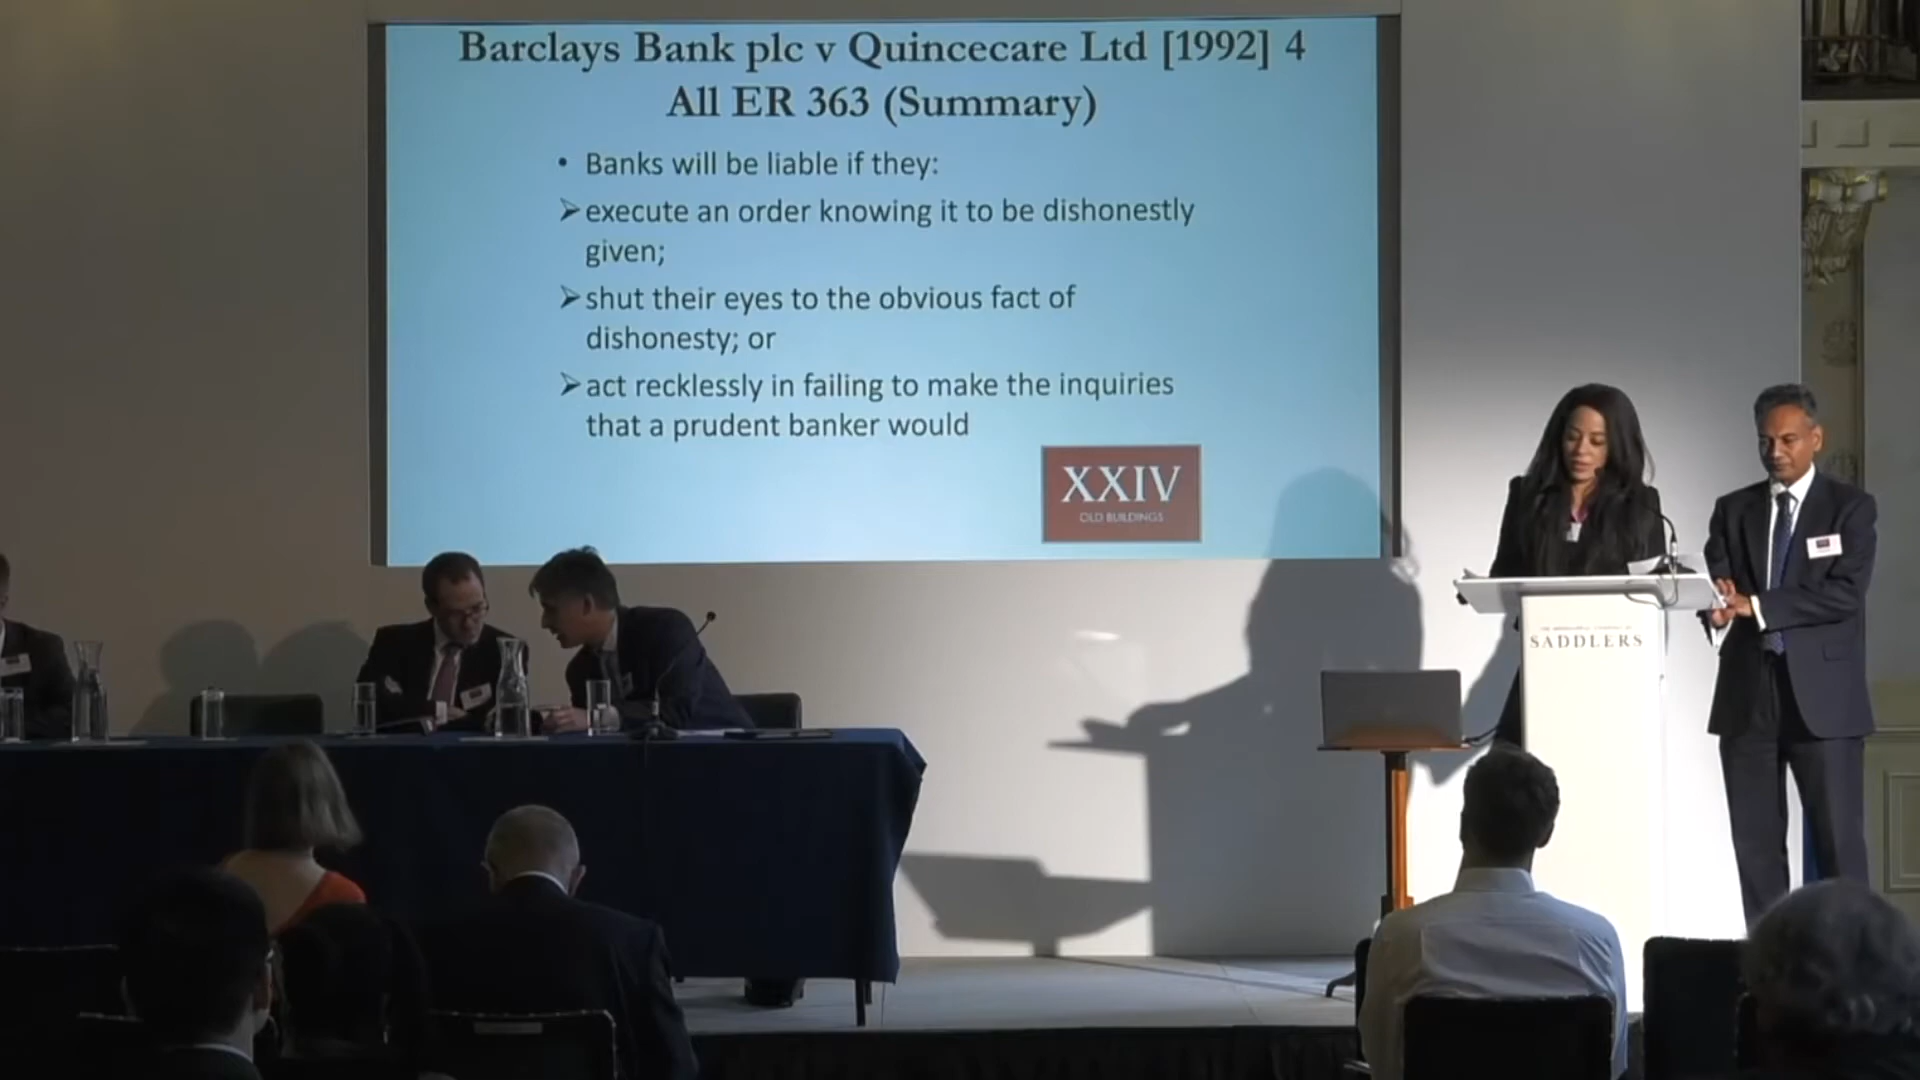 Barclays Bank plc v Quincecare Ltd [1992] 4
All ER 363 (Summary)
• Banks will be liable if they:
➢ execute an order knowing it to be dishonestly
given;
➢ shut their eyes to the obvious fact of
dishonesty; or
➢ act recklessly in failing to make the inquiries
that a prudent banker would
XXIV
OLD BUILDINGS
SADDLERS